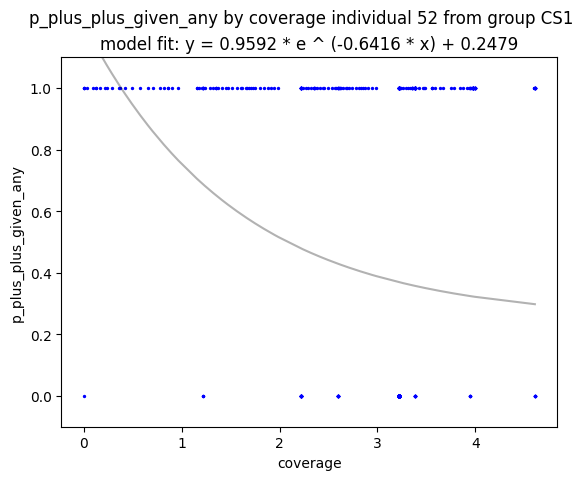 p_plus_plus_given_any by coverage individual 52 from group CS1
model fit: y = 0.9592 * e ^ (-0.6416 * x) + 0.2479
1.0
0.8
0.6
0.4
0.2
0.0
p_plus_plus_given_any
0 1 2 3 4
coverage